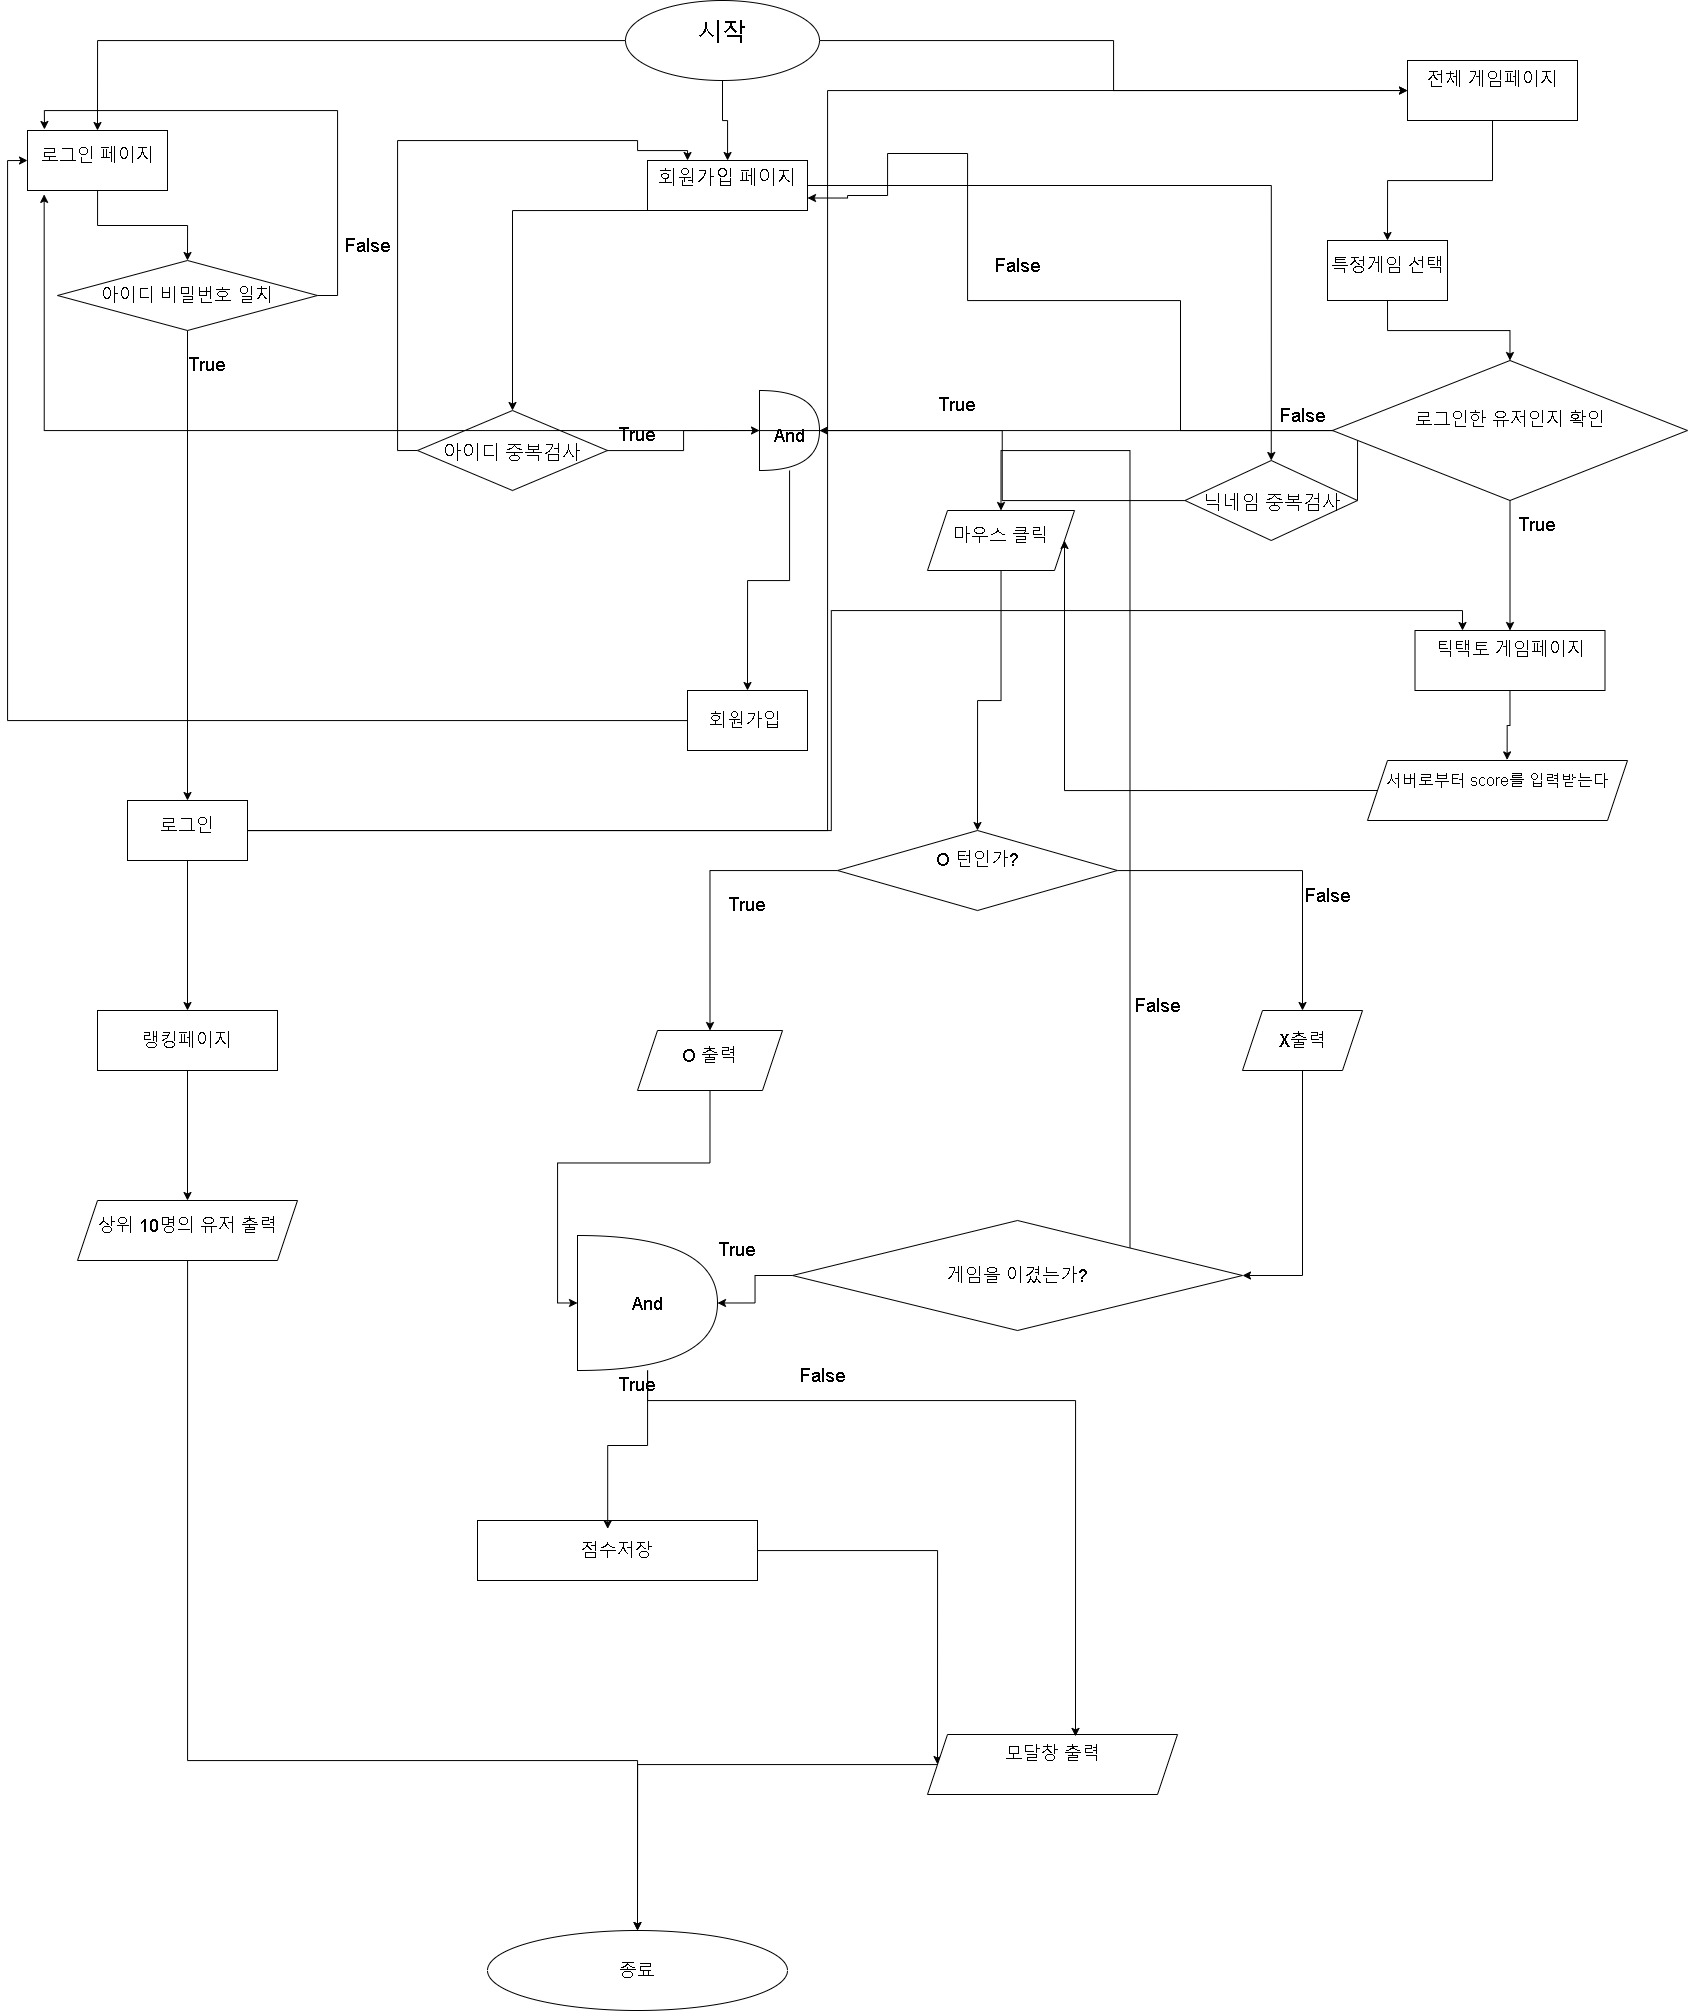 시작
전체 게임페이지
로그인 페이지
회원가입 페이지
False
False
특정게임 선택
아이디 비밀번호 일치
True
True
False
로그인한 유저인지 확인
아이디 중복검사
True
And
닉네임 중복검사
True
마우스 클릭
틱택토 게임페이지
회원가입
서버로부터 score를 입력받는다
로그인
O 턴인가?
True
False
False
랭킹페이지
O 출력
X출력
상위 10명의 유저 출력
True
게임을 이겼는가?
And
True
False
점수저장
모달창 출력
종료